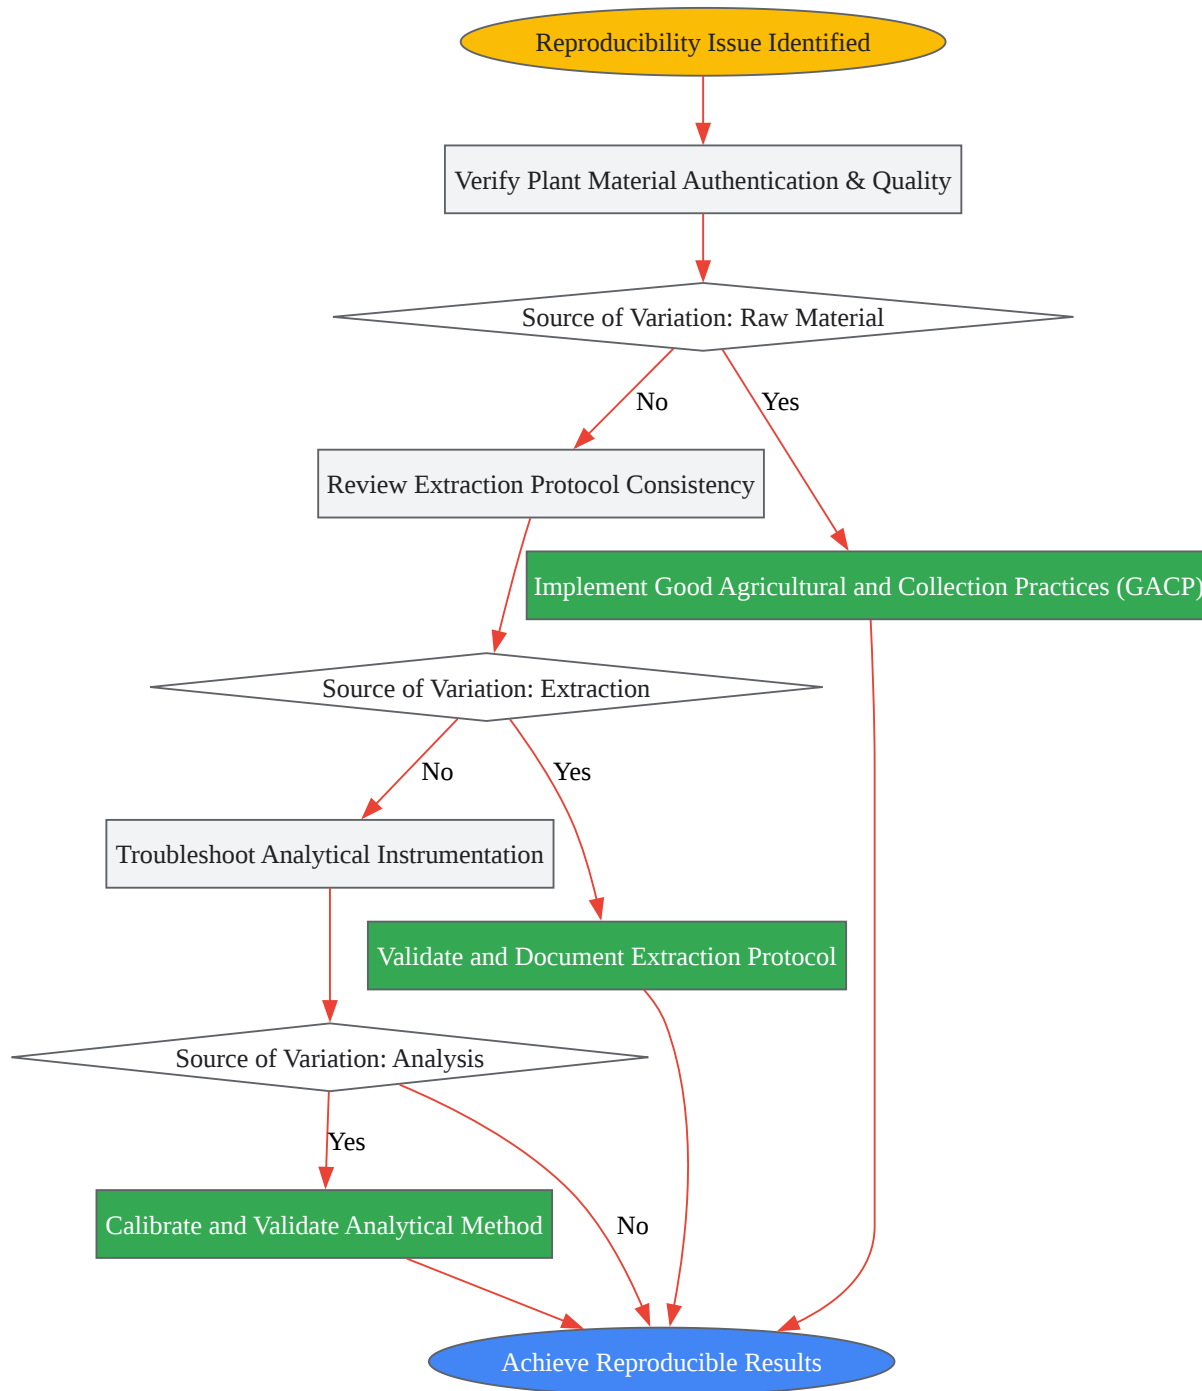 Reproducibility Issue Identified
Verify Plant Material Authentication & Quality
Source of Variation: Raw Material
No
Yes
Review Extraction Protocol Consistency
Implement Good Agricultural and Collection Practices (GACP)
Source of Variation: Extraction
No
Yes
Troubleshoot Analytical Instrumentation
Validate and Document Extraction Protocol
Source of Variation: Analysis
Yes
No
Calibrate and Validate Analytical Method
Achieve Reproducible Results